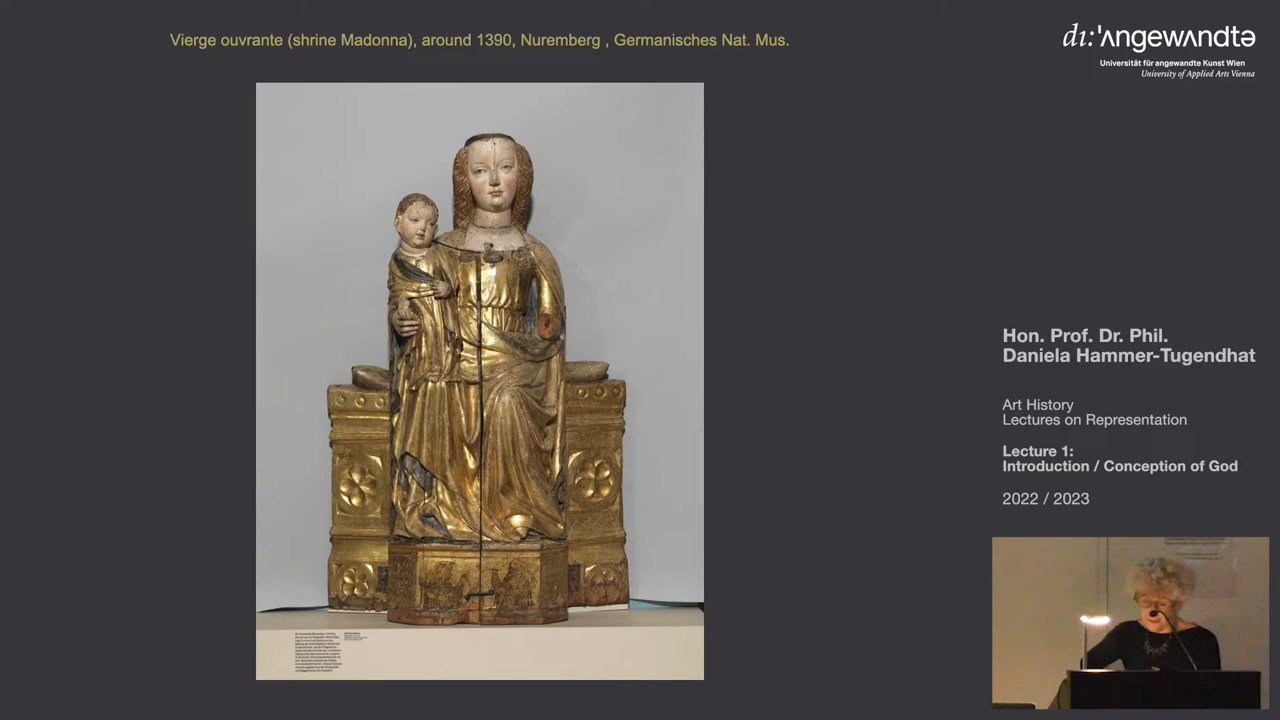 Vierge ouvrante (shrine Madonna), around 1390, Nuremberg , Germanisches Nat. Mus.
dı:'ʌngewʌndtə
Universität für angewandte Kunst Wien
University of Applied Arts Vienna
Hon. Prof. Dr. Phil.
Daniela Hammer-Tugendhat
Art History
Lectures on Representation
Lecture 1:
Introduction / Conception of God
2022 / 2023